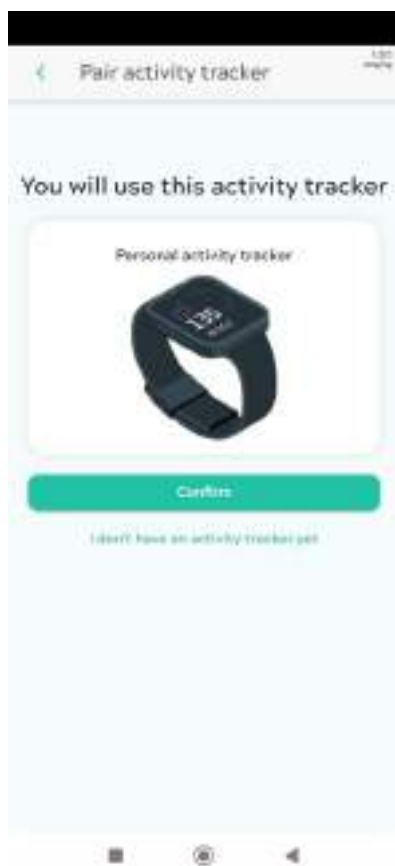 Pair activity tracker
You will use this activity tracker
Personal activity tracker
135
Confirm
I don't have an activity tracker yet